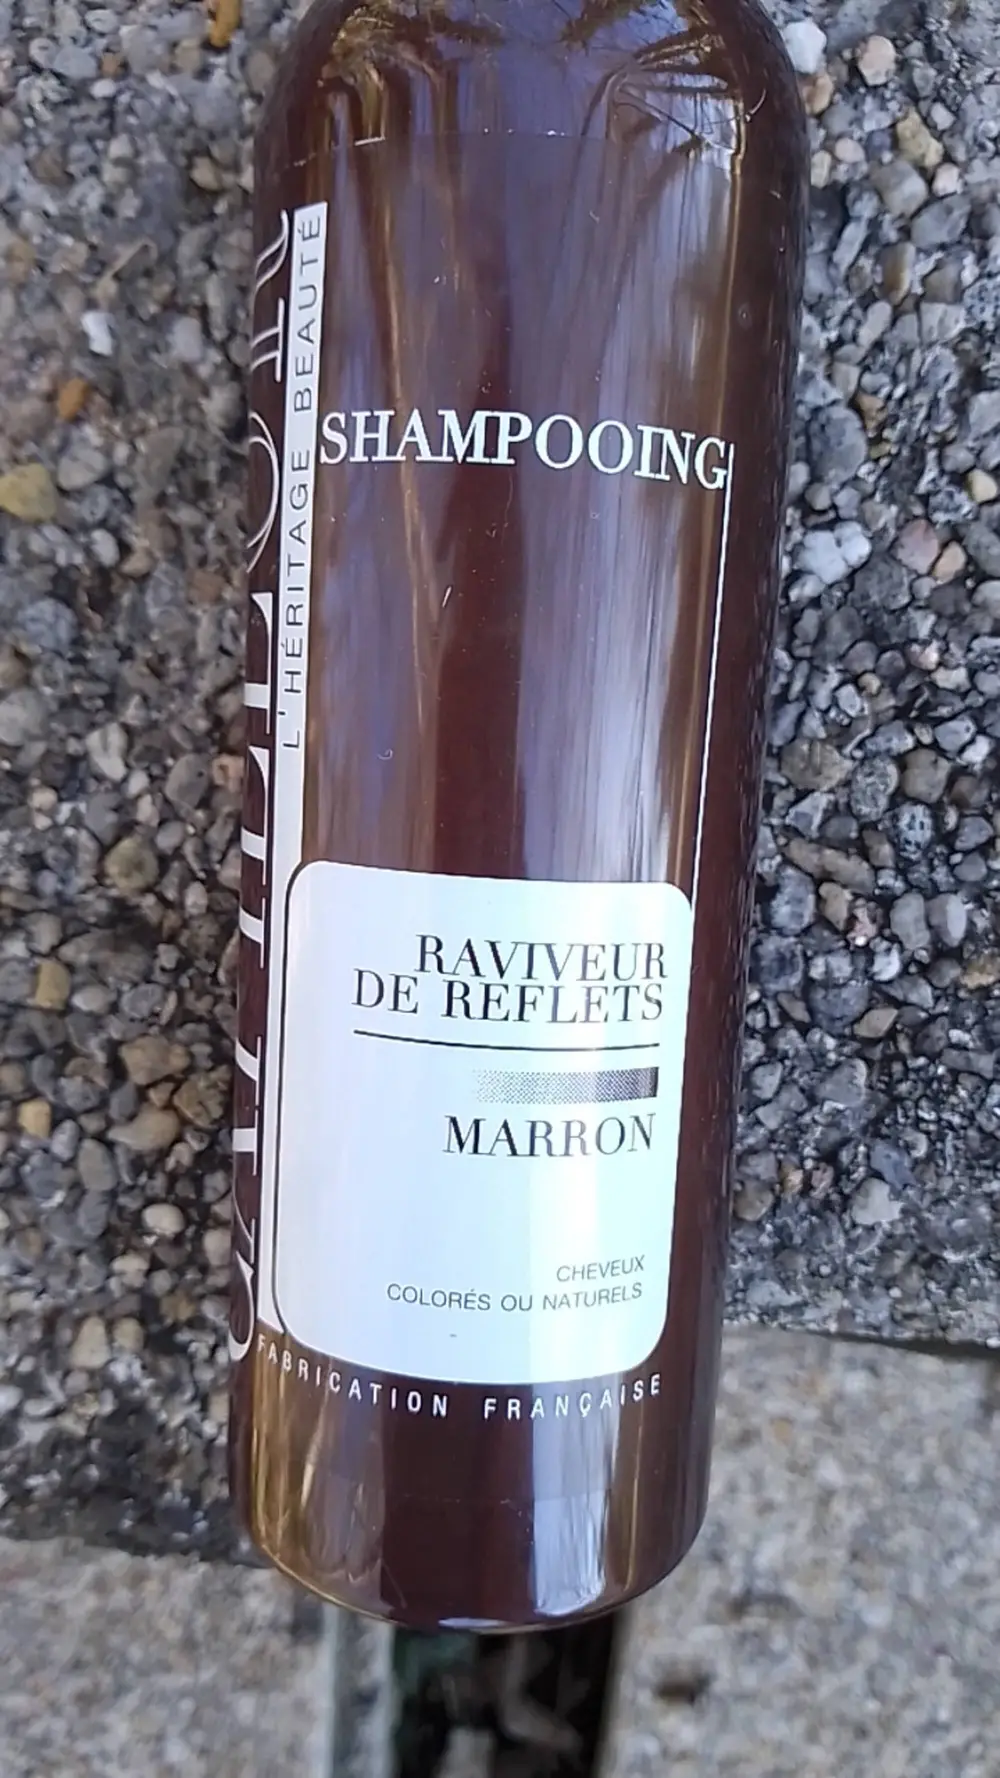 L'HÉRITAGE BEAUTÉ
SHAMPOOING
RAVIVEUR
DE REFLETS
MARRON
CHEVEUX
COLORÉS OU NATURELS
FABRICATION FRANÇAISE